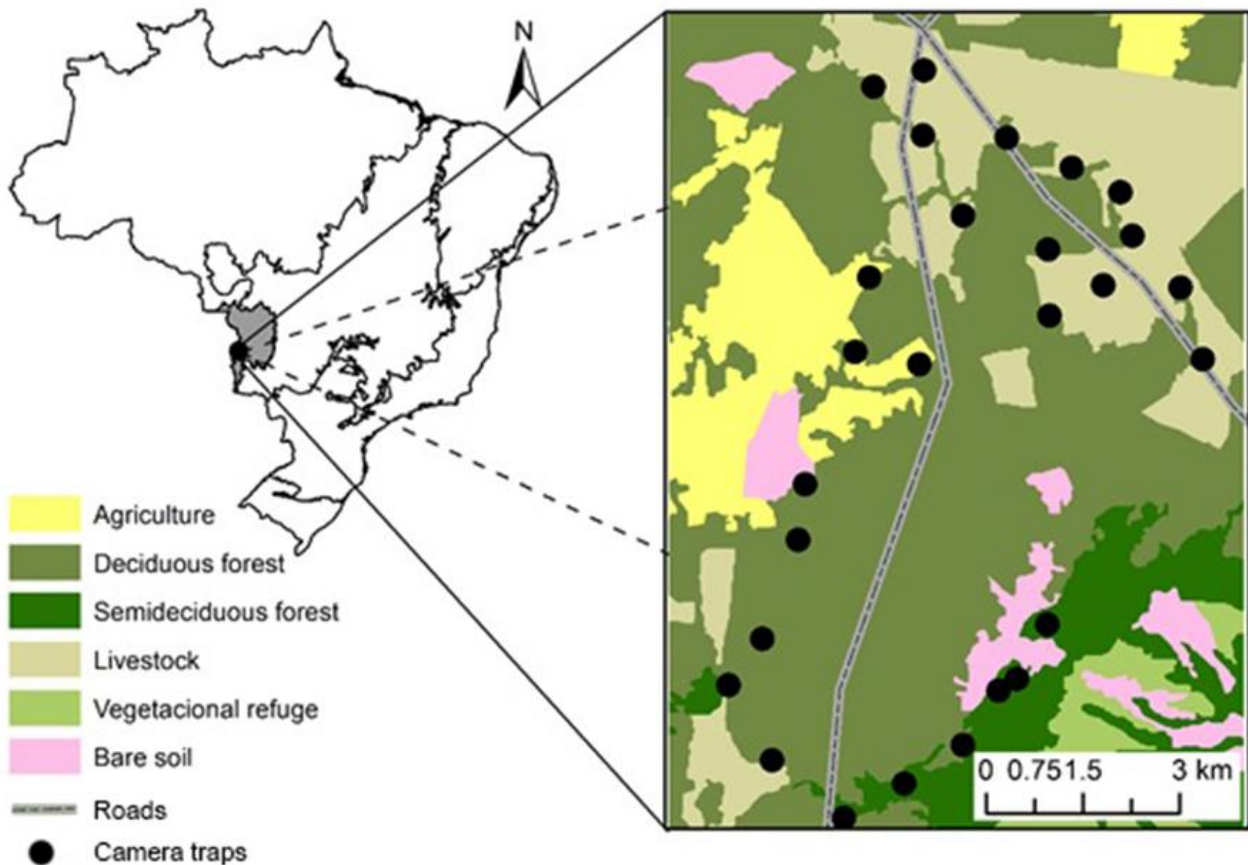 N
Agriculture
Deciduous forest
Semideciduous forest
Livestock
Vegetacional refuge
Bare soil
Roads
Camera traps
0 0.751.5 3 km